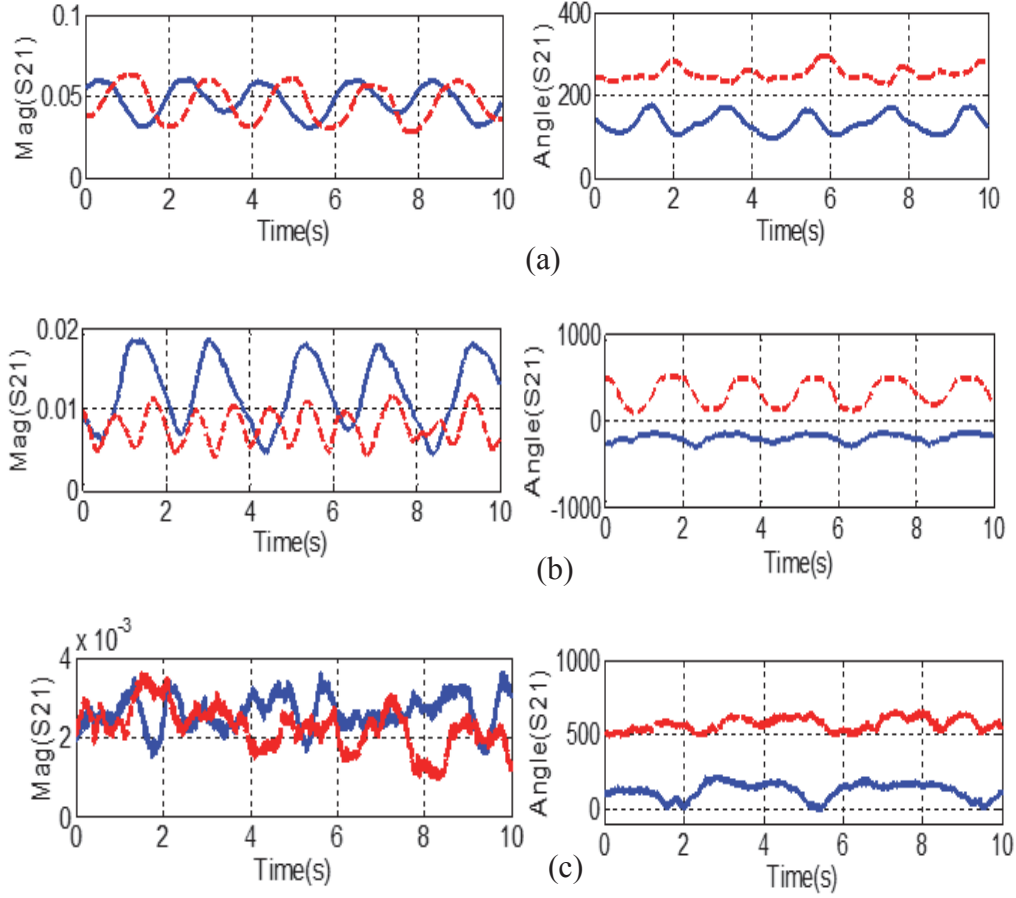 0.1
0.05
0
Mag(S21)
0 2 4 6 8 10
Time(s)
400
200
0
Angle(S21)
0 2 4 6 8 10
Time(s)
(a)
0.02
0.01
0
Mag(S21)
0 2 4 6 8 10
Time(s)
1000
0
-1000
Angle(S21)
0 2 4 6 8 10
Time(s)
(b)
x 10^-3
4
2
0
Mag(S21)
0 2 4 6 8 10
Time(s)
1000
500
0
Angle(S21)
0 2 4 6 8 10
Time(s)
(c)